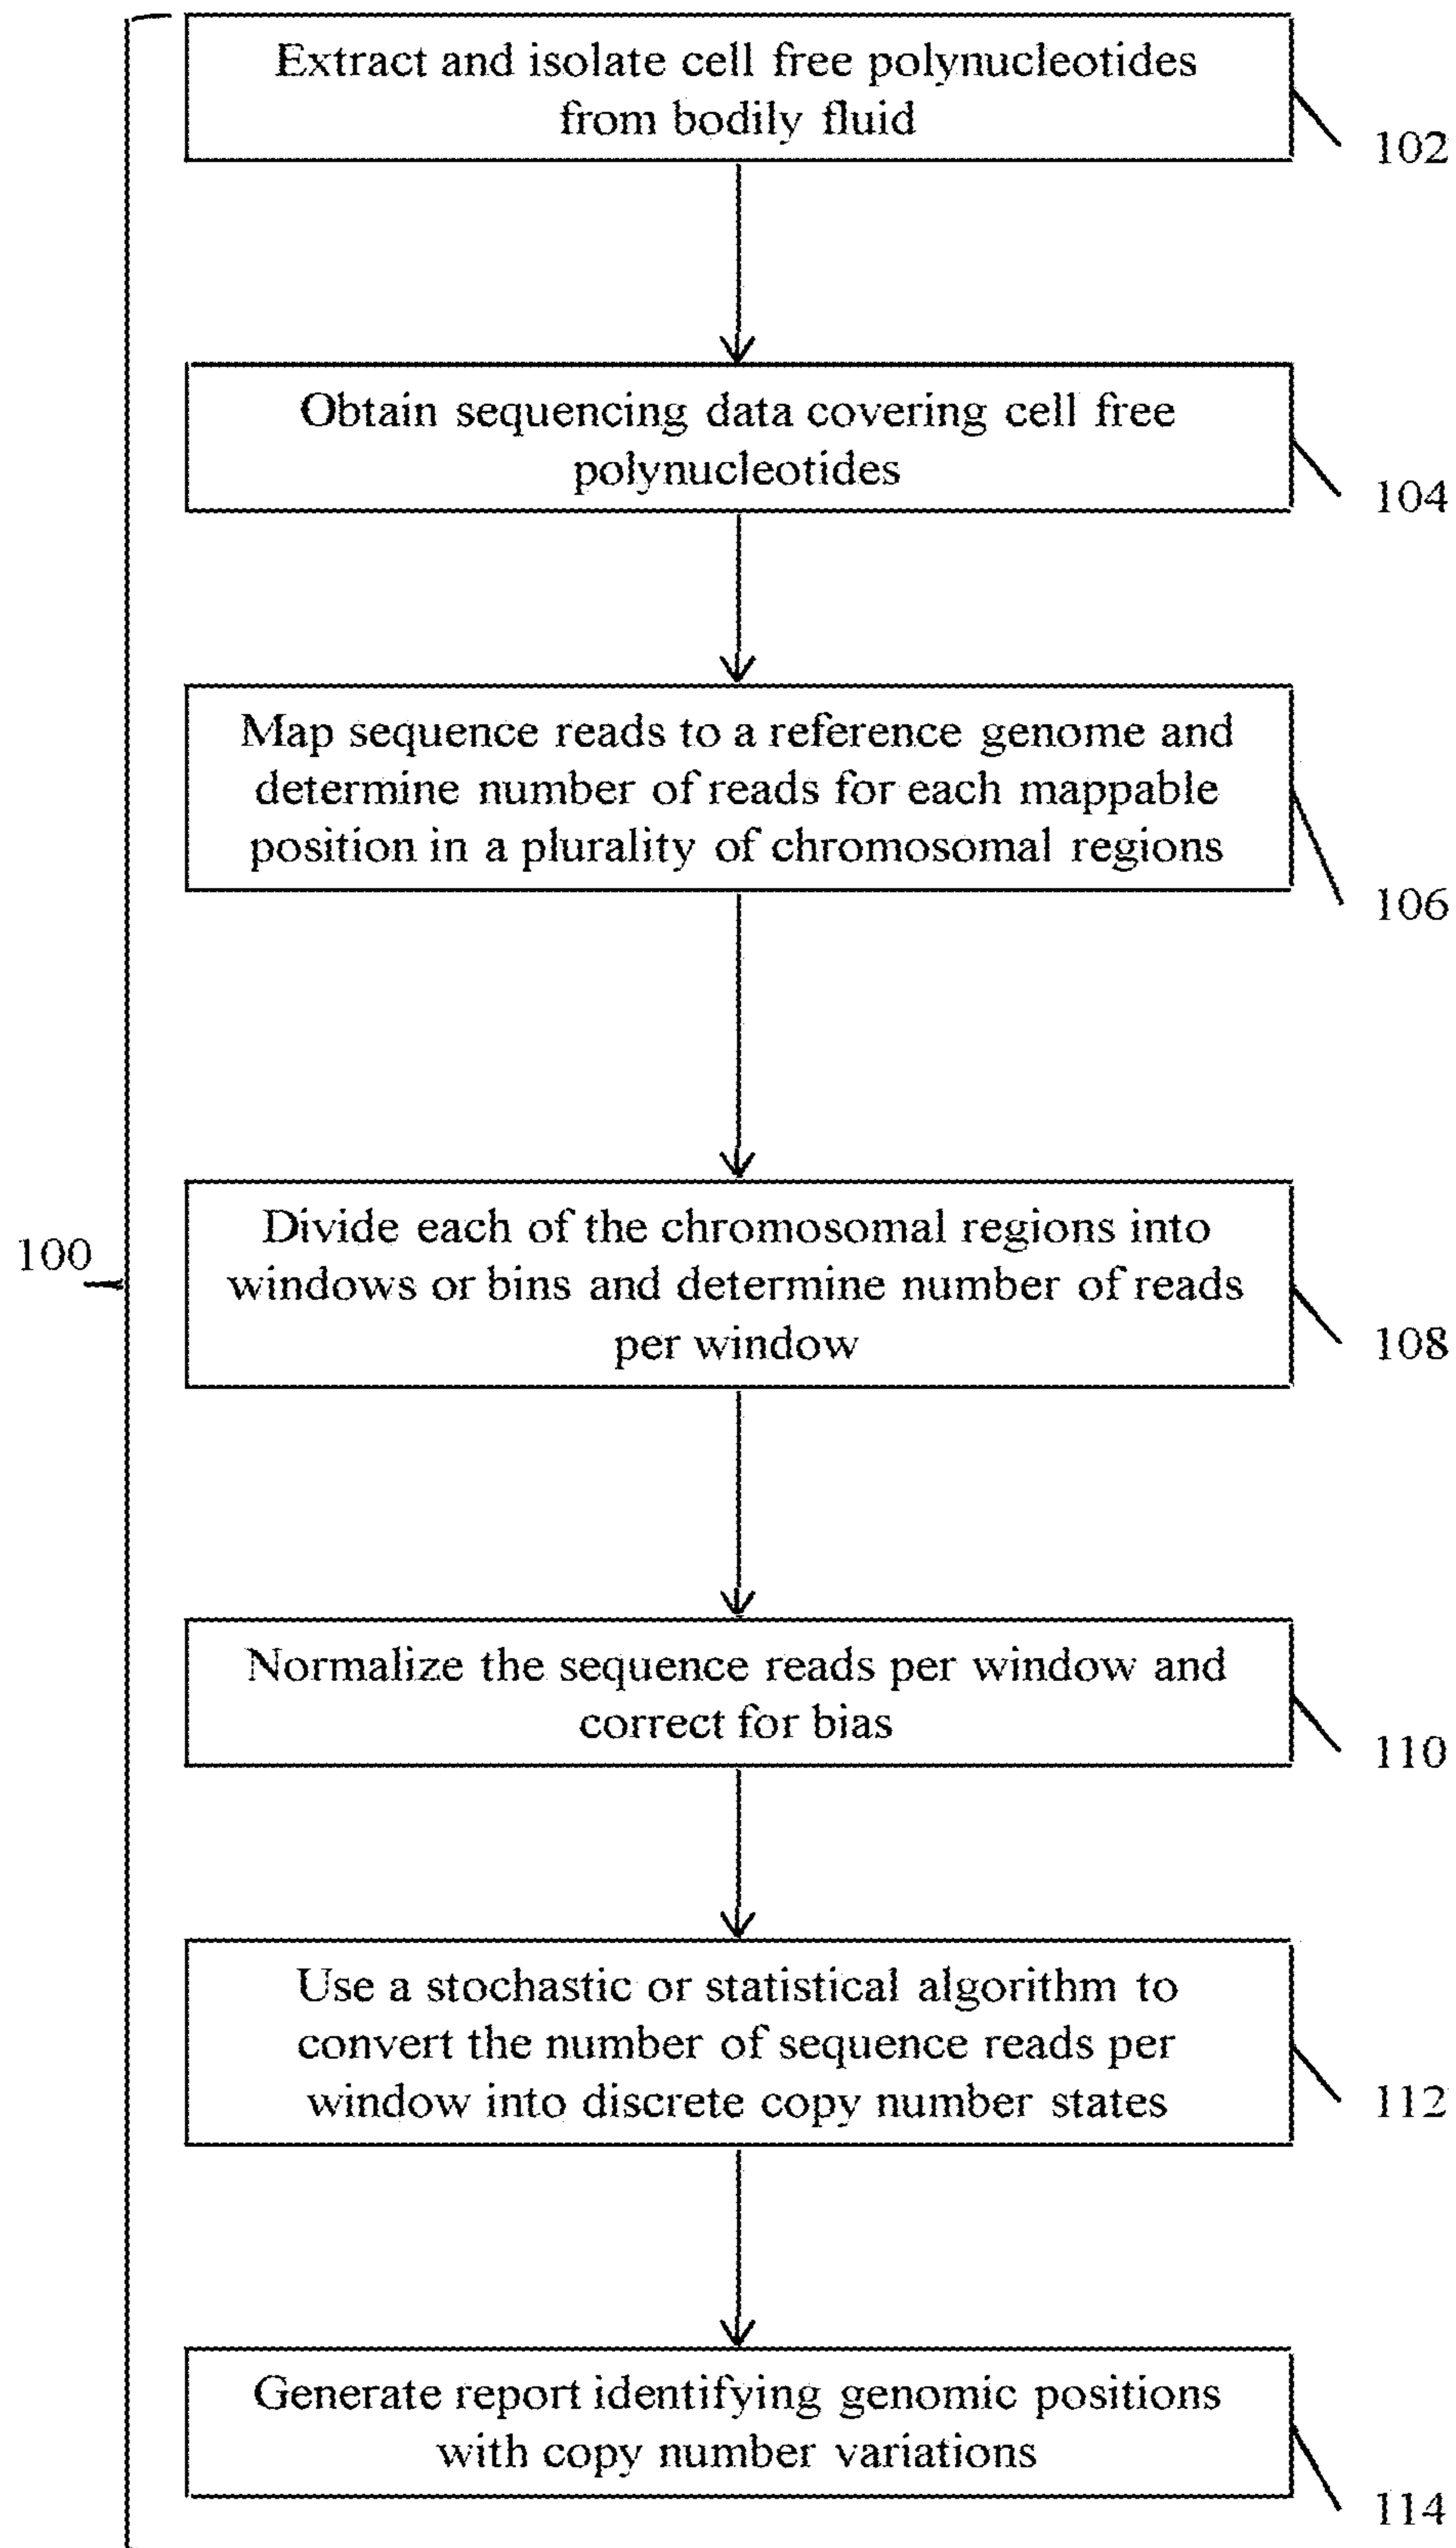 Extract and isolate cell free polynucleotides
from bodily fluid
102
Obtain sequencing data covering cell free
polynucleotides
104
Map sequence reads to a reference genome and
determine number of reads for each mappable
position in a plurality of chromosomal regions
106
100
Divide each of the chromosomal regions into
windows or bins and determine number of reads
per window
108
Normalize the sequence reads per window and
correct for bias
110
Use a stochastic or statistical algorithm to
convert the number of sequence reads per
window into discrete copy number states
112
Generate report identifying genomic positions
with copy number variations
114